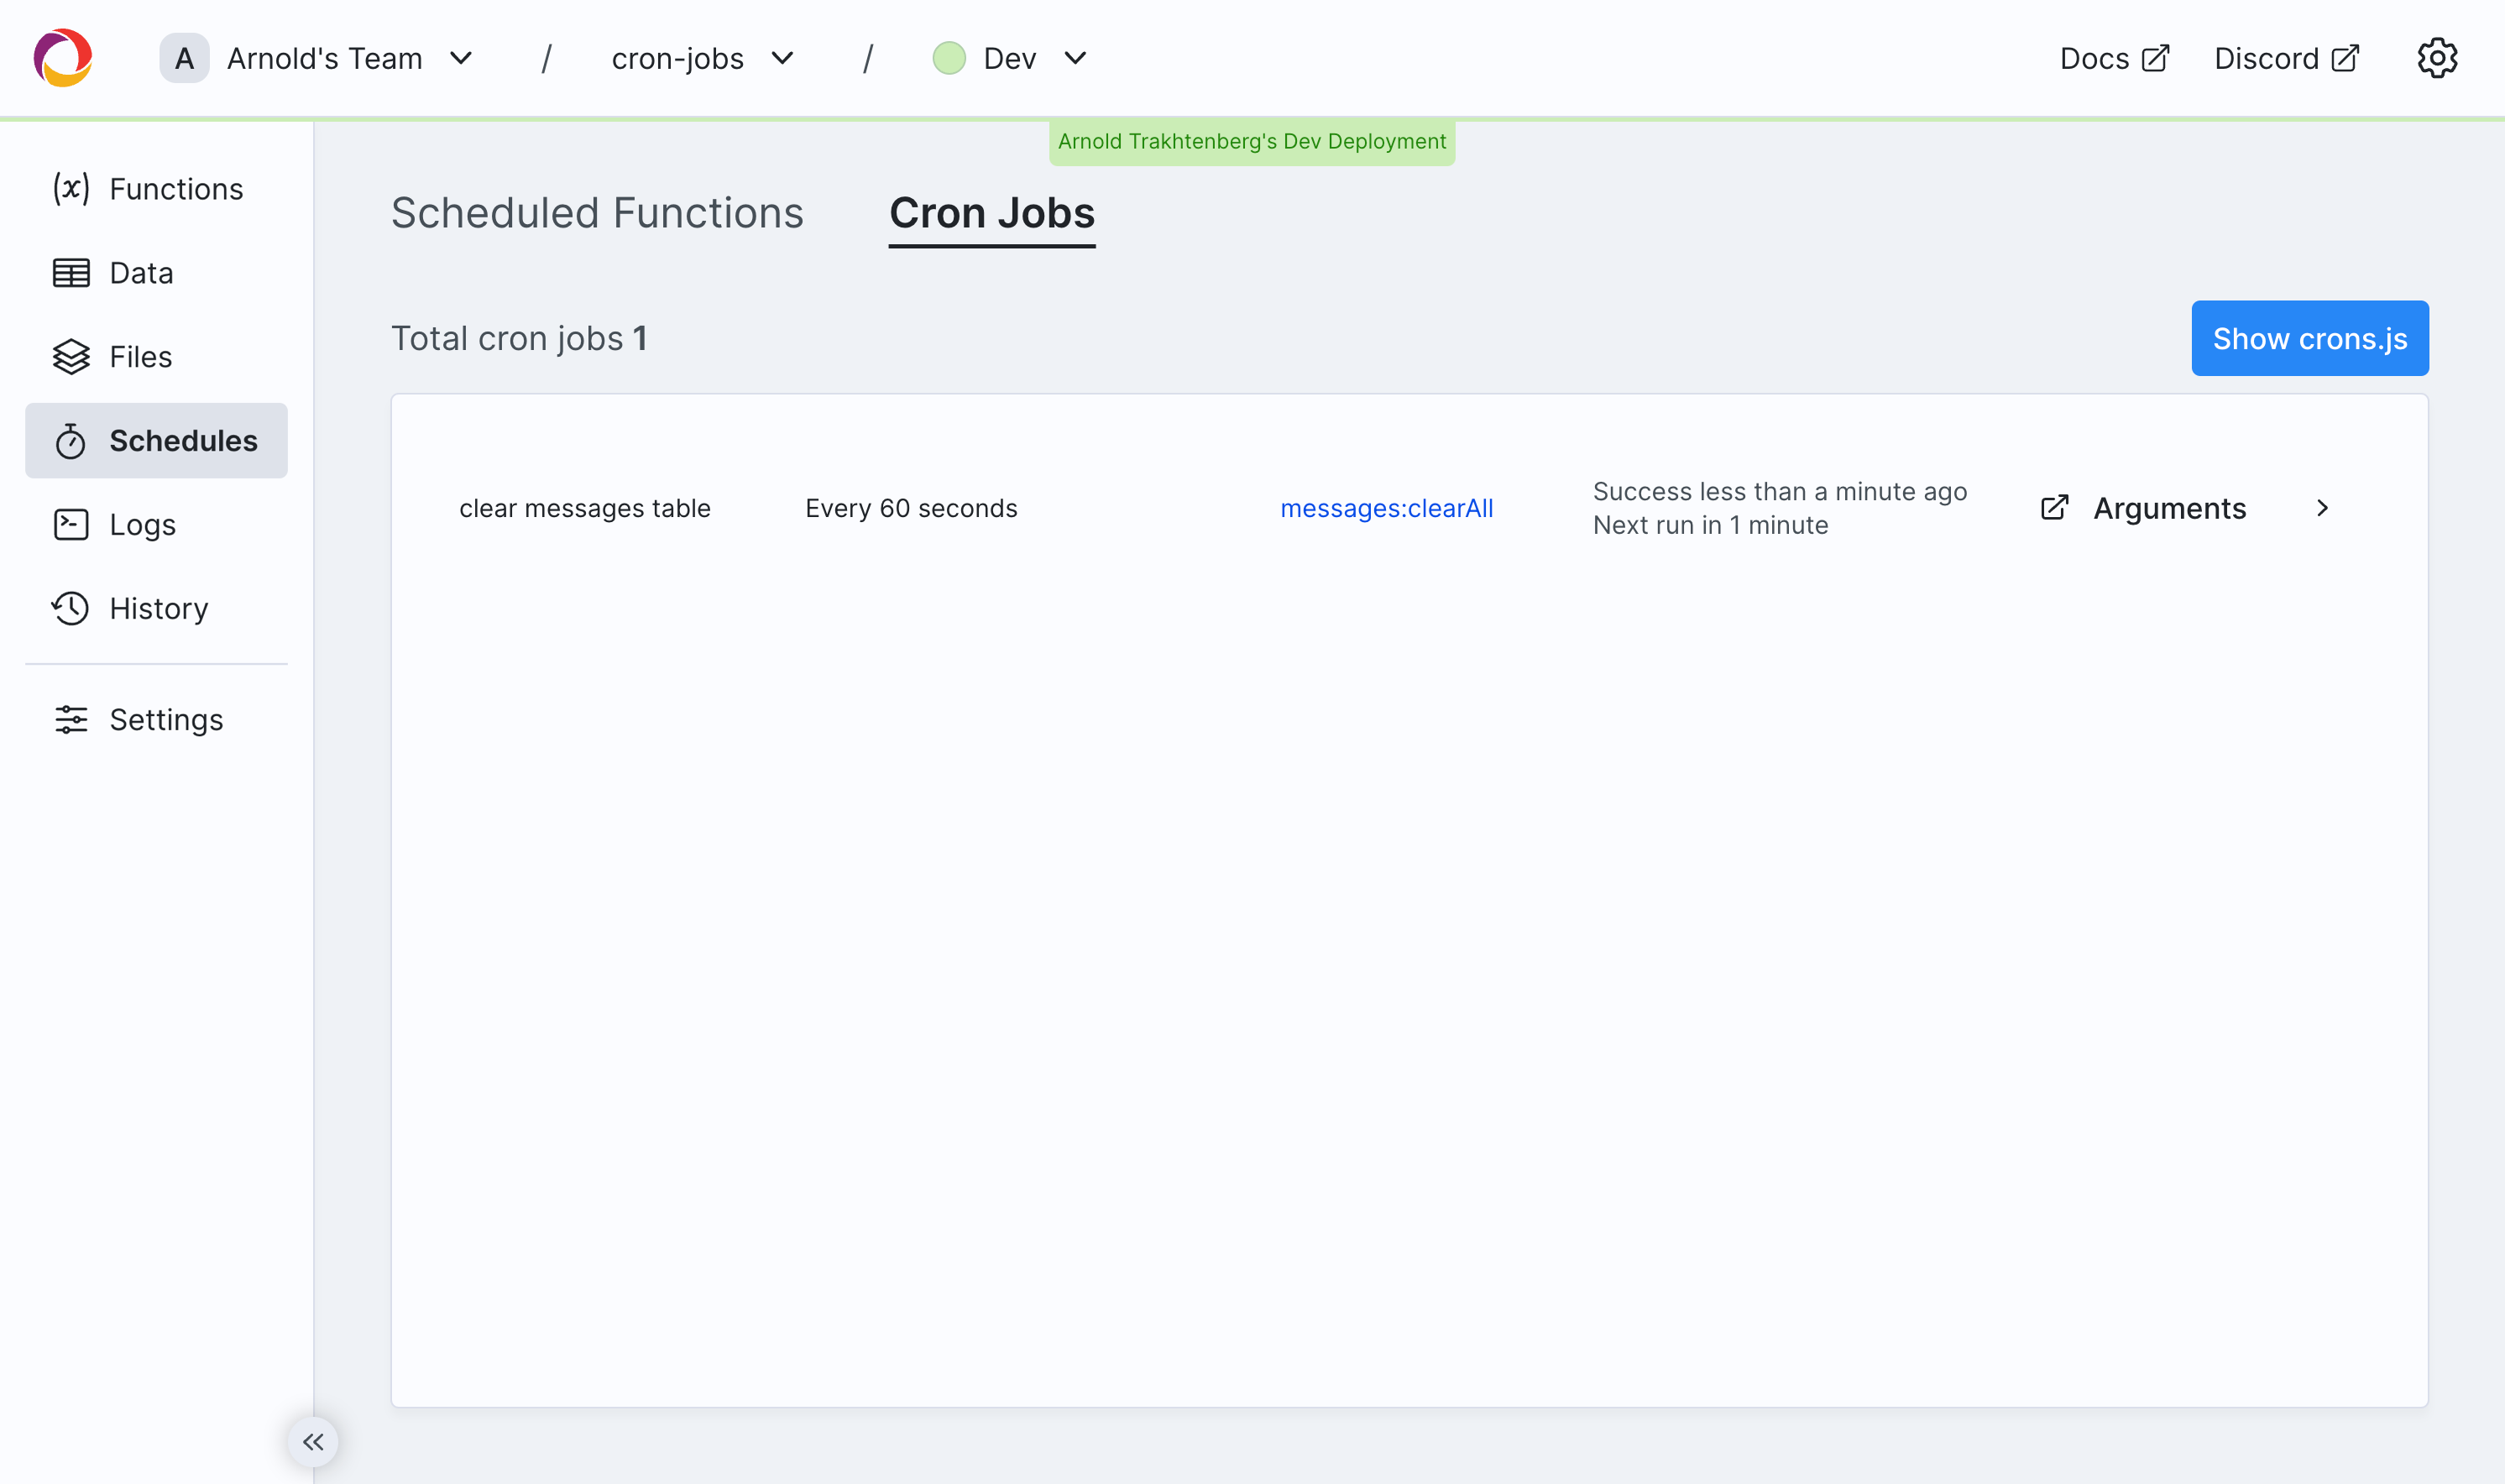 A Arnold's Team / cron-jobs / Dev Docs Discord
Arnold Trakhtenberg's Dev Deployment
Functions
Data
Files
Schedules
Logs
History
Settings
Scheduled Functions Cron Jobs
Total cron jobs 1 Show crons.js
clear messages table Every 60 seconds messages:clearAll Success less than a minute ago Arguments
Next run in 1 minute